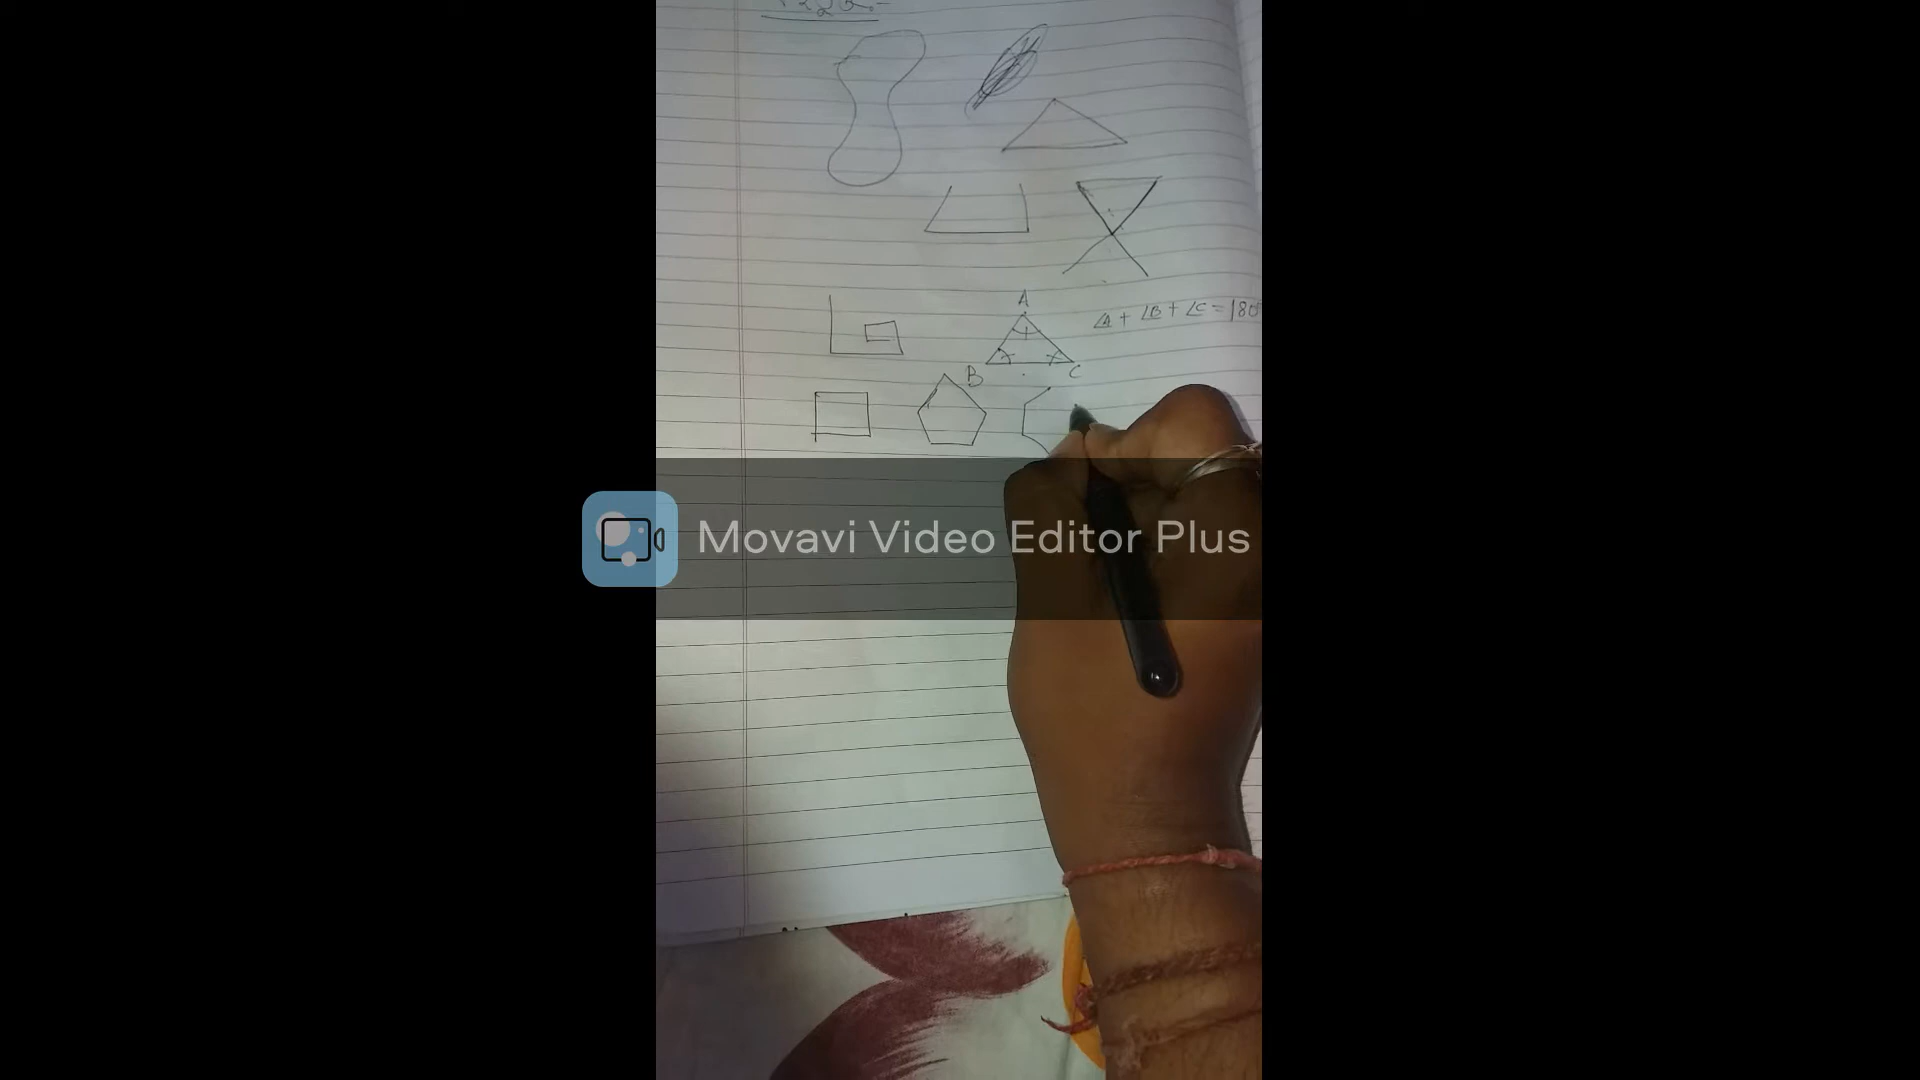 A
∠A + ∠B + ∠C = 180°
B
C
Movavi Video Editor Plus